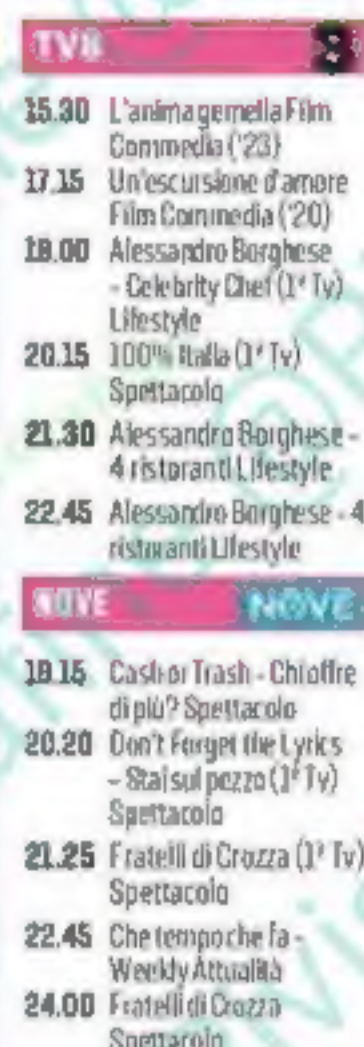 TV8
8
15.30 L'anima gemella Film
Commedia ('23)
17.15 Un'escursione d'amore
Film Commedia ('20)
19.00 Alessandro Borghese
- Celebrity Chef (1ª Tv)
Lifestyle
20.15 100% Italia (1ª Tv)
Spettacolo
21.30 Alessandro Borghese -
4 ristoranti Lifestyle
22.45 Alessandro Borghese - 4
ristoranti Lifestyle
NOVE NOVE
19.15 Cash or Trash - Chi offre
di più? Spettacolo
20.20 Don't Forget the Lyrics
- Stai sul pezzo (1ª Tv)
Spettacolo
21.25 Fratelli di Crozza (1ª Tv)
Spettacolo
22.45 Che tempo che fa -
Weekly Attualità
24.00 Fratelli di Crozza
Spettacolo